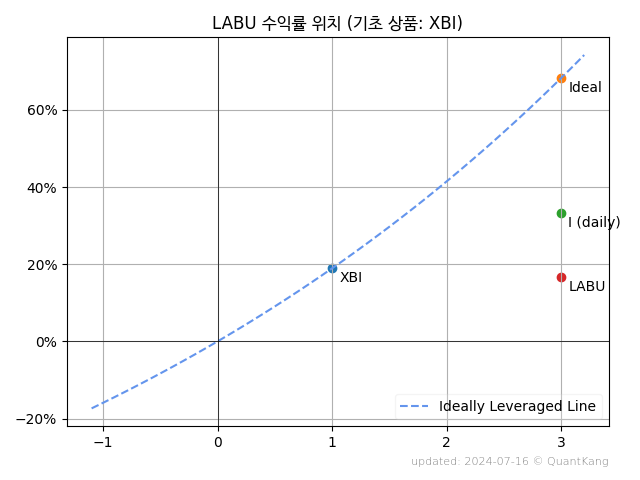 LABU 수익률 위치 (기초 상품: XBI)
60%
40%
20%
0%
−20%
Ideal
I (daily)
XBI
LABU
Ideally Leveraged Line
−1 0 1 2 3
updated: 2024-07-16 © QuantKang